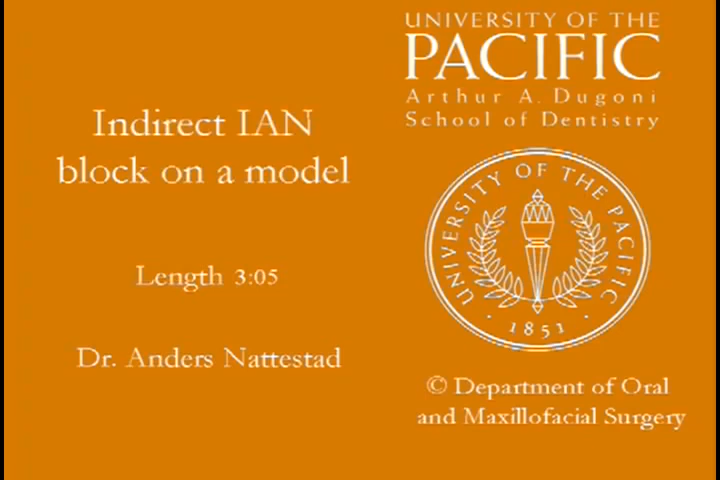 Indirect IAN
block on a model
Length 3:05
Dr. Anders Nattestad
UNIVERSITY OF THE
PACIFIC
Arthur A. Dugoni
School of Dentistry
UNIVERSITY OF THE PACIFIC
· 1851 ·
© Department of Oral
and Maxillofacial Surgery